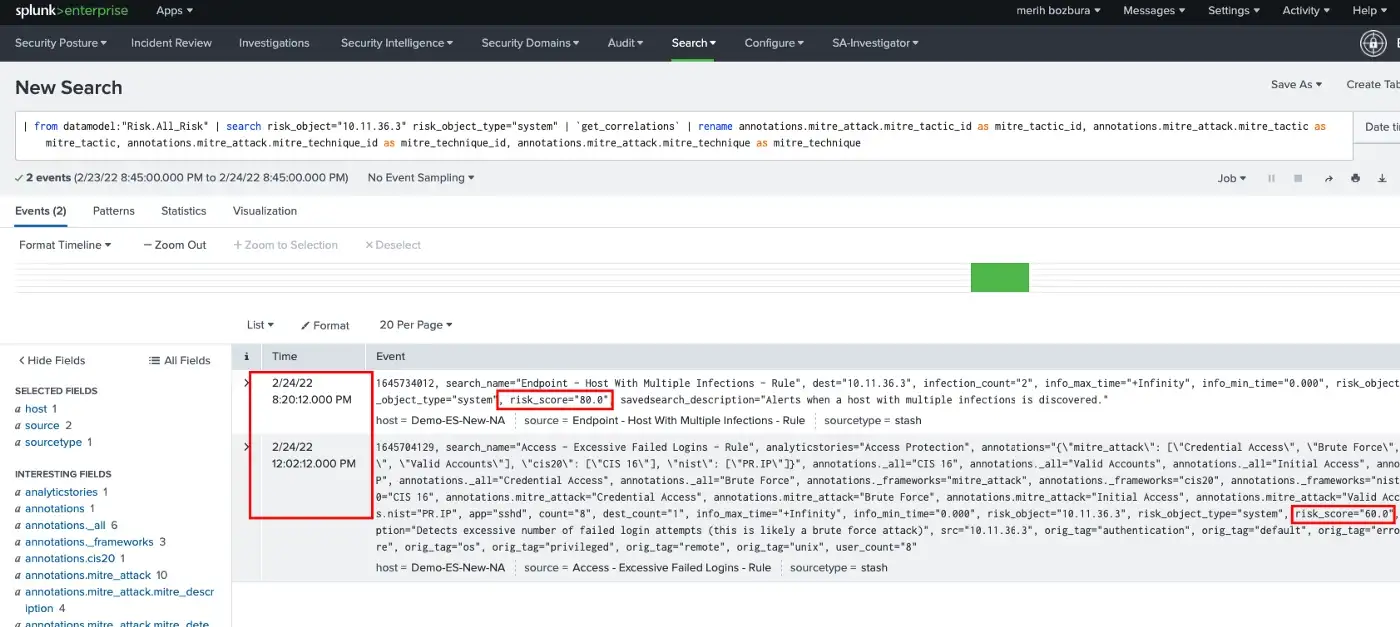 splunk>enterprise Apps merih bozbura Messages Settings Activity Help
Security Posture Incident Review Investigations Security Intelligence Security Domains Audit Search Configure SA-Investigator
New Search Save As Create Tab
| from datamodel:"Risk.All_Risk" | search risk_object="10.11.36.3" risk_object_type="system" | `get_correlations` | rename annotations.mitre_attack.mitre_tactic_id as mitre_tactic_id, annotations.mitre_attack.mitre_tactic as
mitre_tactic, annotations.mitre_attack.mitre_technique_id as mitre_technique_id, annotations.mitre_attack.mitre_technique as mitre_technique
Date ti
2 events (2/23/22 8:45:00.000 PM to 2/24/22 8:45:00.000 PM) No Event Sampling Job
Events (2) Patterns Statistics Visualization
Format Timeline – Zoom Out + Zoom to Selection × Deselect
List Format 20 Per Page
Hide Fields All Fields
SELECTED FIELDS
a host 1
a source 2
a sourcetype 1
INTERESTING FIELDS
a analyticstories 1
a annotations 1
a annotations._all 6
a annotations._frameworks 3
a annotations.cis20 1
a annotations.mitre_attack 10
a annotations.mitre_attack.mitre_descr
iption 4
a annotations.mitre_attack.mitre_dete
i Time Event
2/24/22
8:20:12.000 PM
1645734012, search_name="Endpoint - Host With Multiple Infections - Rule", dest="10.11.36.3", infection_count="2", info_max_time="+Infinity", info_min_time="0.000", risk_object
_object_type="system", risk_score="80.0", savedsearch_description="Alerts when a host with multiple infections is discovered."
host = Demo-ES-New-NA source = Endpoint - Host With Multiple Infections - Rule sourcetype = stash
2/24/22
12:02:12.000 PM
1645704129, search_name="Access - Excessive Failed Logins - Rule", analyticstories="Access Protection", annotations="{\"mitre_attack\": [\"Credential Access\", \"Brute Force\",
\", \"Valid Accounts\"], \"cis20\": [\"CIS 16\"], \"nist\": [\"PR.IP\"]}", annotations._all="CIS 16", annotations._all="Valid Accounts", annotations._all="Initial Access", annotat
P", annotations._all="Credential Access", annotations._all="Brute Force", annotations._frameworks="mitre_attack", annotations._frameworks="cis20", annotations._frameworks="nist
0="CIS 16", annotations.mitre_attack="Credential Access", annotations.mitre_attack="Brute Force", annotations.mitre_attack="Initial Access", annotations.mitre_attack="Valid Acc
s.nist="PR.IP", app="sshd", count="8", dest_count="1", info_max_time="+Infinity", info_min_time="0.000", risk_object="10.11.36.3", risk_object_type="system", risk_score="60.0",
ption="Detects excessive number of failed login attempts (this is likely a brute force attack)", src="10.11.36.3", orig_tag="authentication", orig_tag="default", orig_tag="erro
re", orig_tag="os", orig_tag="privileged", orig_tag="remote", orig_tag="unix", user_count="8"
host = Demo-ES-New-NA source = Access - Excessive Failed Logins - Rule sourcetype = stash